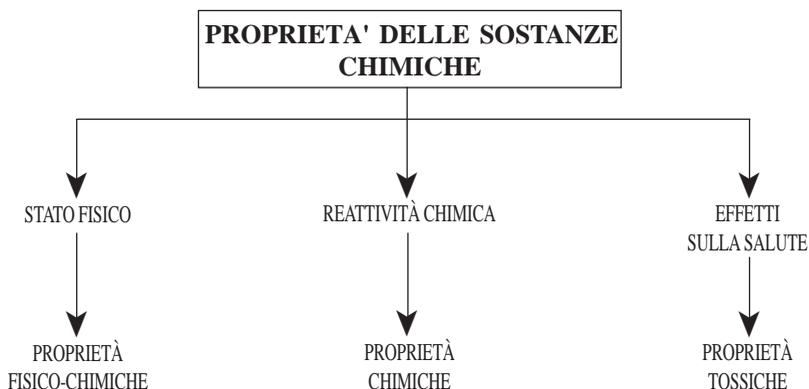 PROPRIETA' DELLE SOSTANZE
CHIMICHE
STATO FISICO
REATTIVITÀ CHIMICA
EFFETTI
SULLA SALUTE
PROPRIETÀ
FISICO-CHIMICHE
PROPRIETÀ
CHIMICHE
PROPRIETÀ
TOSSICHE